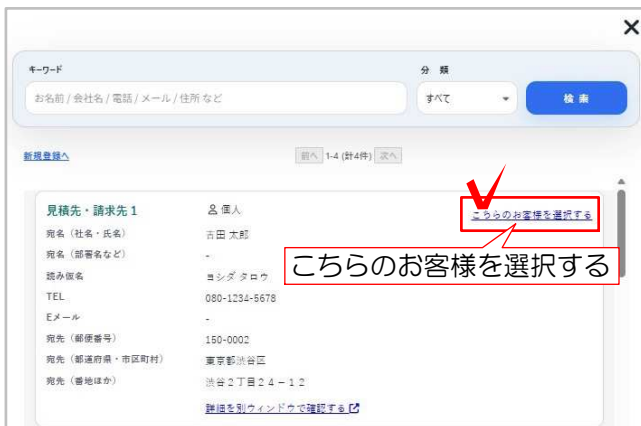 ×
キーワード
分 類
お名前 / 会社名 / 電話 / メール / 住所 など
すべて
検 索
新規登録へ
前へ 1-4 (計4件) 次へ
見積先・請求先 1
個人
こちらのお客様を選択する
宛名（社名・氏名）
吉田 太郎
宛名（部署名など）
-
こちらのお客様を選択する
読み仮名
ヨシダ タロウ
TEL
080-1234-5678
Eメール
-
宛先（郵便番号）
150-0002
宛先（都道府県・市区町村）
東京都渋谷区
宛先（番地ほか）
渋谷２丁目２４－１２
詳細を別ウィンドウで確認する